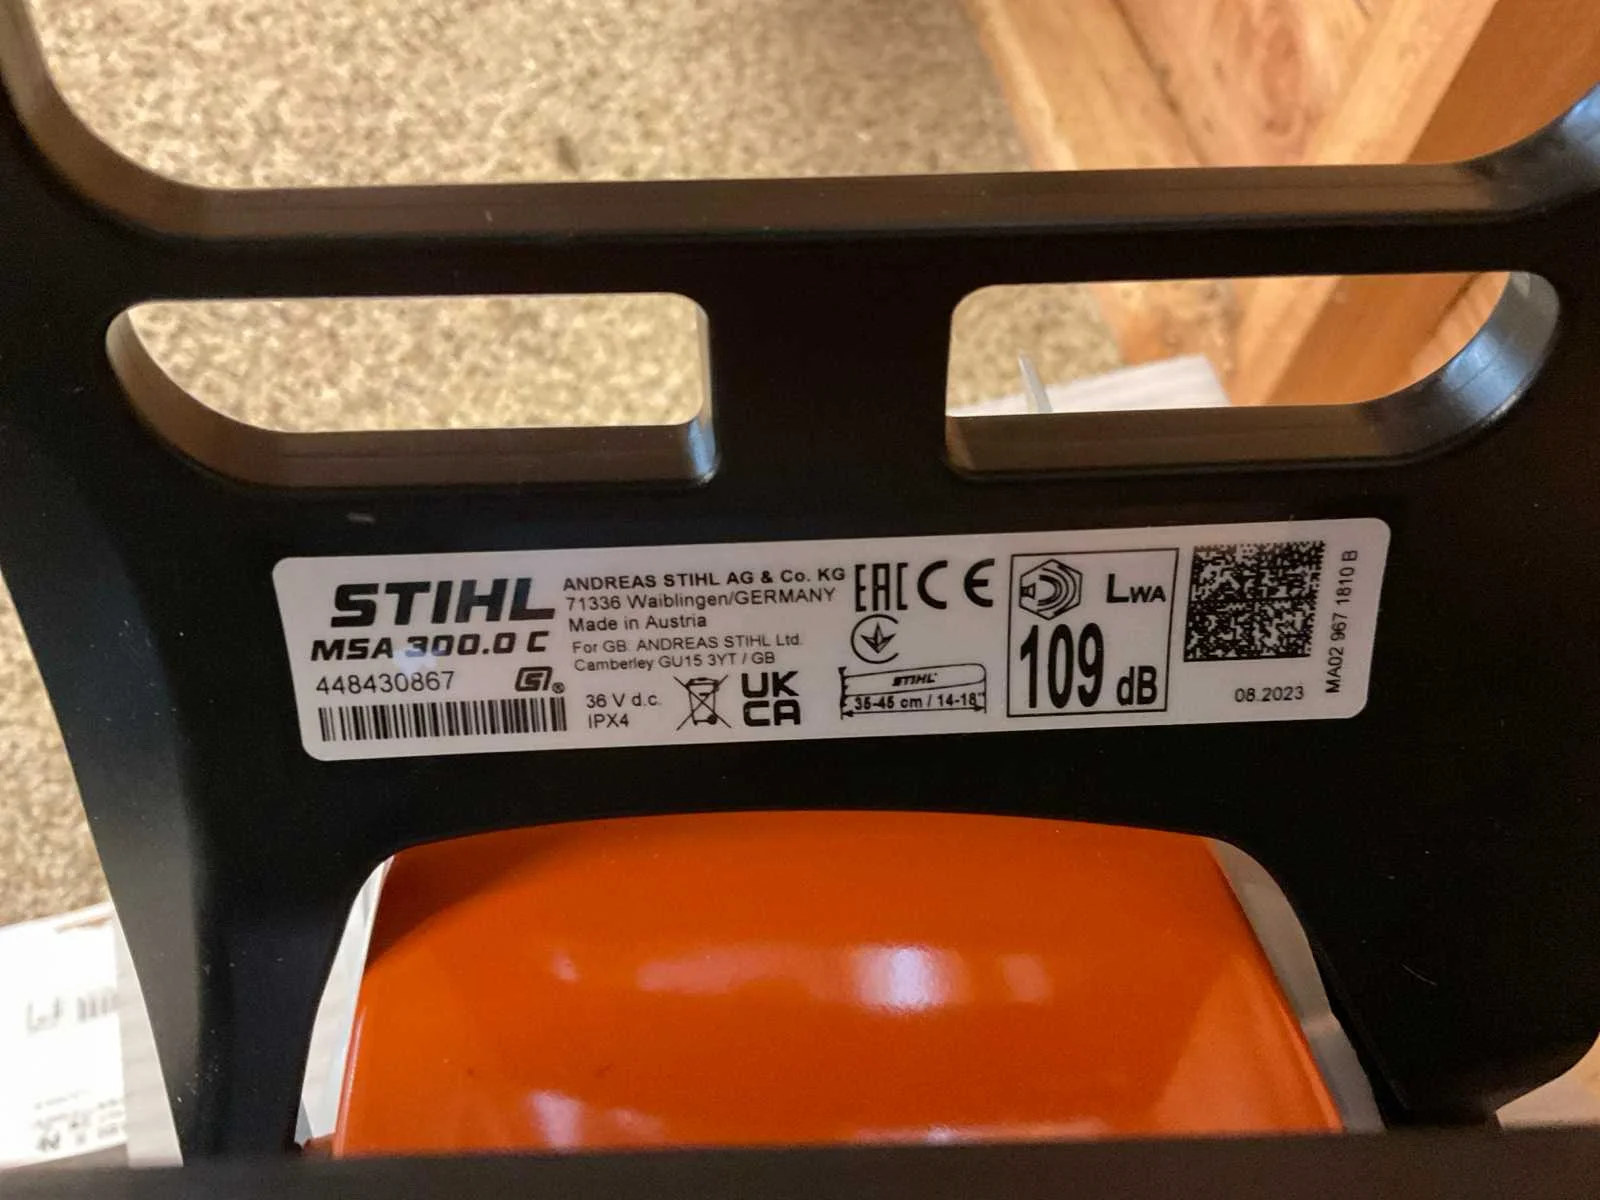 STIHL
MSA 300.0 C
448430867
ANDREAS STIHL AG & Co. KG
71336 Waiblingen/GERMANY
Made in Austria
For GB: ANDREAS STIHL Ltd.
Camberley GU15 3YT / GB
36 V d.c.
IPX4
UK
CA
EAC CE
STIHL
35-45 cm / 14-18"
LWA
109 dB
08.2023
MA02 967 1810 B